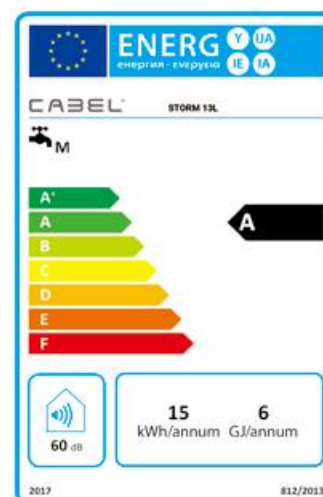 ENERG Y IJA
енергия · ενεργεια IE IA
CABEL STORM 13L
M
A+
A
B
C
D
E
F
A
60 dB
15 6
kWh/annum GJ/annum
2017 812/2013